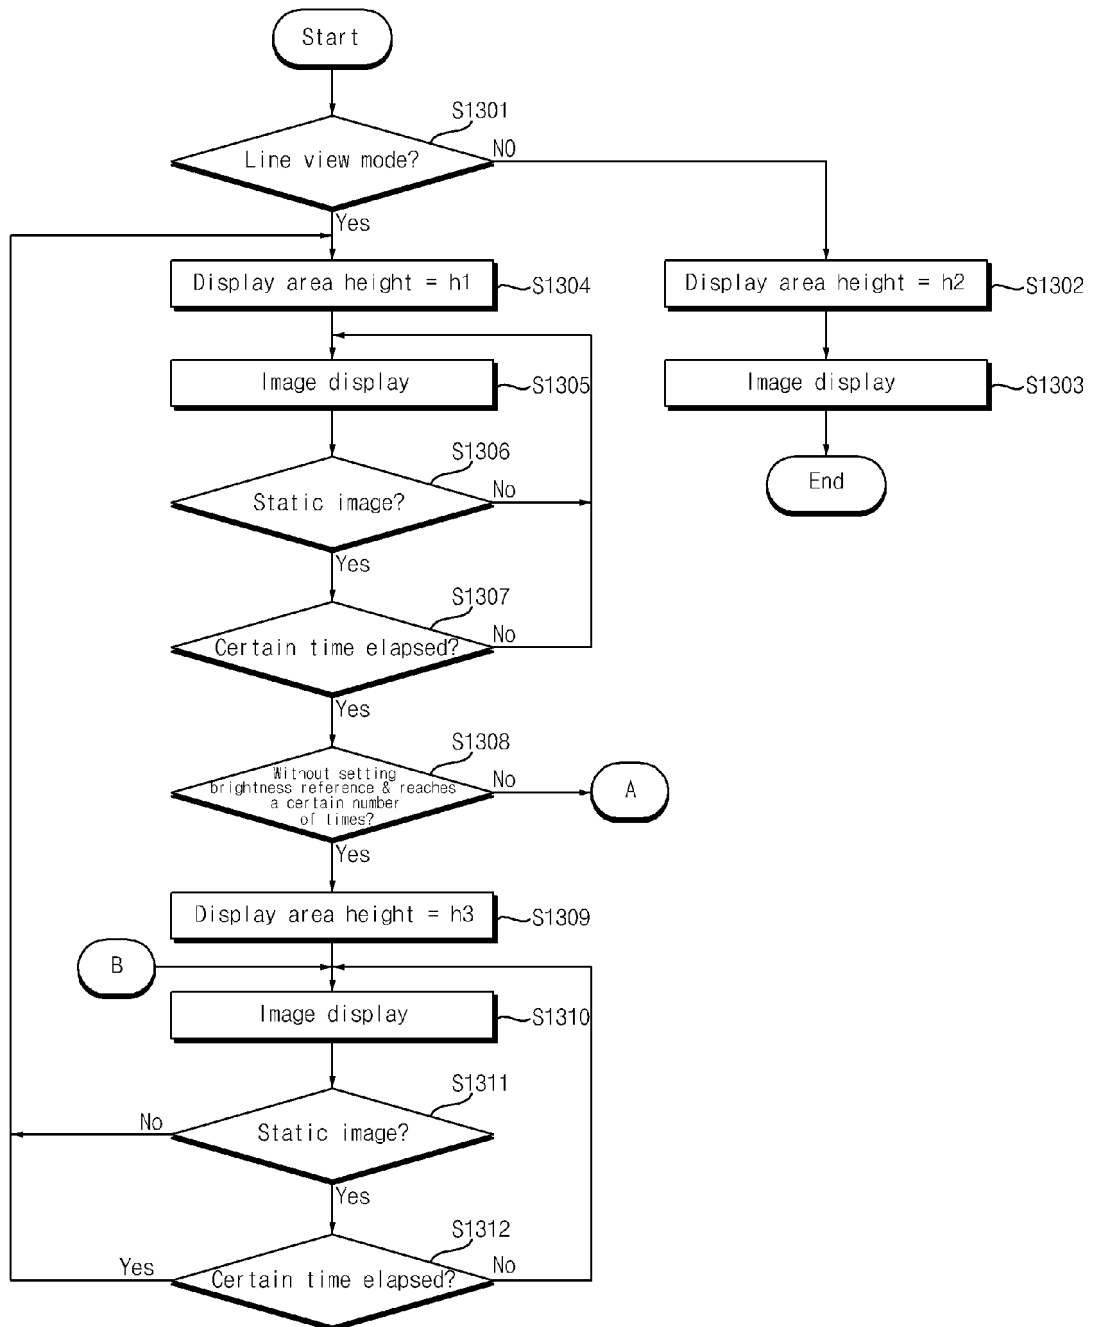 Start
S1301
Line view mode?
NO
Yes
Display area height = h1
S1304
Display area height = h2
S1302
Image display
S1305
Image display
S1303
S1306
Static image?
No
End
Yes
S1307
Certain time elapsed?
No
Yes
S1308
Without setting
brightness reference & reaches
a certain number
of times?
No
A
Yes
Display area height = h3
S1309
B
Image display
S1310
S1311
No
Static image?
Yes
S1312
Yes
Certain time elapsed?
No